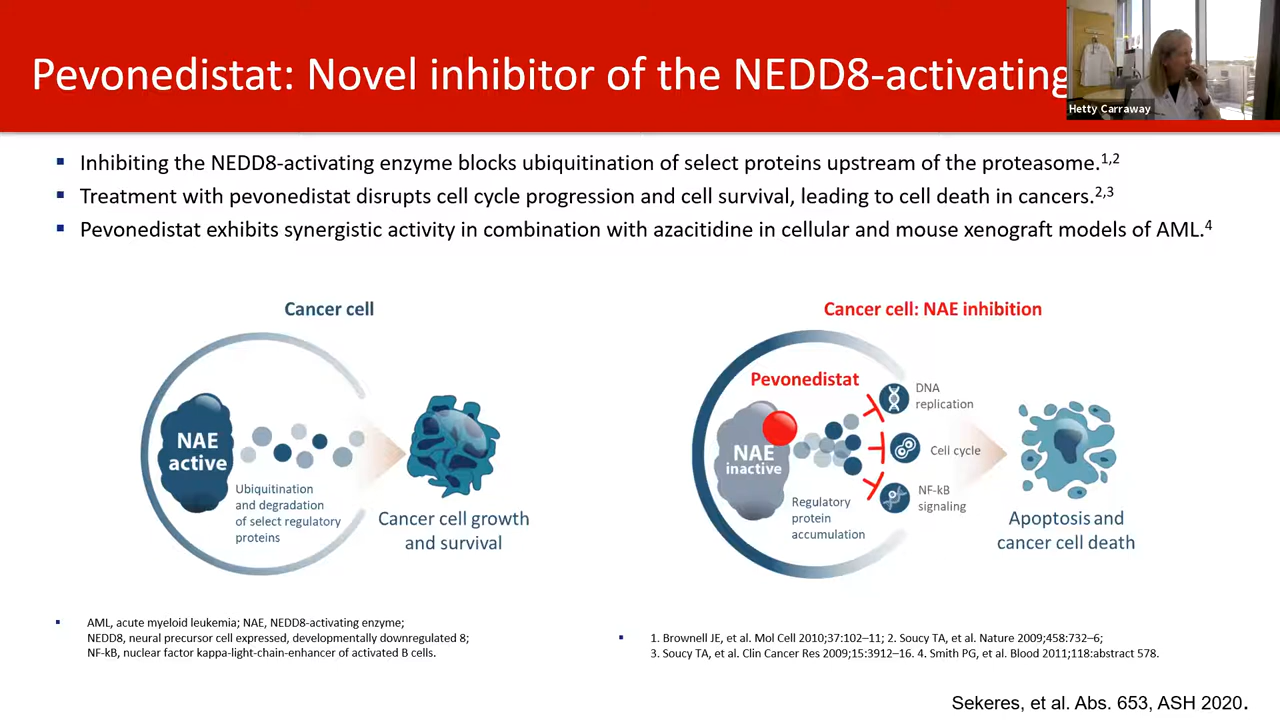 Pevonedistat: Novel inhibitor of the NEDD8-activating
Hetty Carraway
▪ Inhibiting the NEDD8-activating enzyme blocks ubiquitination of select proteins upstream of the proteasome.1,2
▪ Treatment with pevonedistat disrupts cell cycle progression and cell survival, leading to cell death in cancers.2,3
▪ Pevonedistat exhibits synergistic activity in combination with azacitidine in cellular and mouse xenograft models of AML.4
Cancer cell
NAE
active
Ubiquitination
and degradation
of select regulatory
proteins
Cancer cell growth
and survival
Cancer cell: NAE inhibition
Pevonedistat
NAE
inactive
Regulatory
protein
accumulation
DNA
replication
Cell cycle
NF-kB
signaling
Apoptosis and
cancer cell death
▪ AML, acute myeloid leukemia; NAE, NEDD8-activating enzyme;
NEDD8, neural precursor cell expressed, developmentally downregulated 8;
NF-kB, nuclear factor kappa-light-chain-enhancer of activated B cells.
▪ 1. Brownell JE, et al. Mol Cell 2010;37:102–11; 2. Soucy TA, et al. Nature 2009;458:732–6;
3. Soucy TA, et al. Clin Cancer Res 2009;15:3912–16. 4. Smith PG, et al. Blood 2011;118:abstract 578.
Sekeres, et al. Abs. 653, ASH 2020.